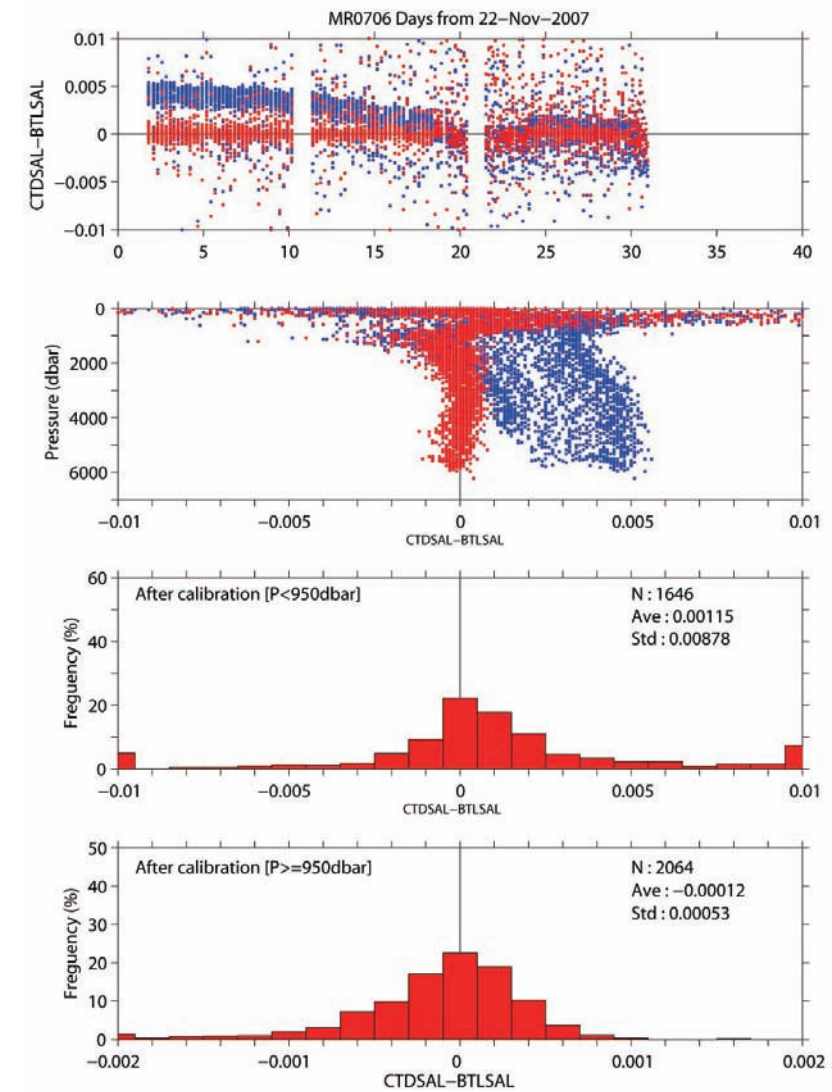 MR0706 Days from 22−Nov−2007
CTDSAL−BTLSAL
0.01
0.005
0
−0.005
−0.01
0 5 10 15 20 25 30 35 40
Pressure (dbar)
0
2000
4000
6000
−0.01 −0.005 0 0.005 0.01
CTDSAL−BTLSAL
After calibration [P<950dbar]
N : 1646
Ave : 0.00115
Std : 0.00878
Freguency (%)
60
40
20
0
−0.01 −0.005 0 0.005 0.01
CTDSAL−BTLSAL
After calibration [P>=950dbar]
N : 2064
Ave : −0.00012
Std : 0.00053
Freguency (%)
50
40
30
20
10
0
−0.002 −0.001 0 0.001 0.002
CTDSAL−BTLSAL